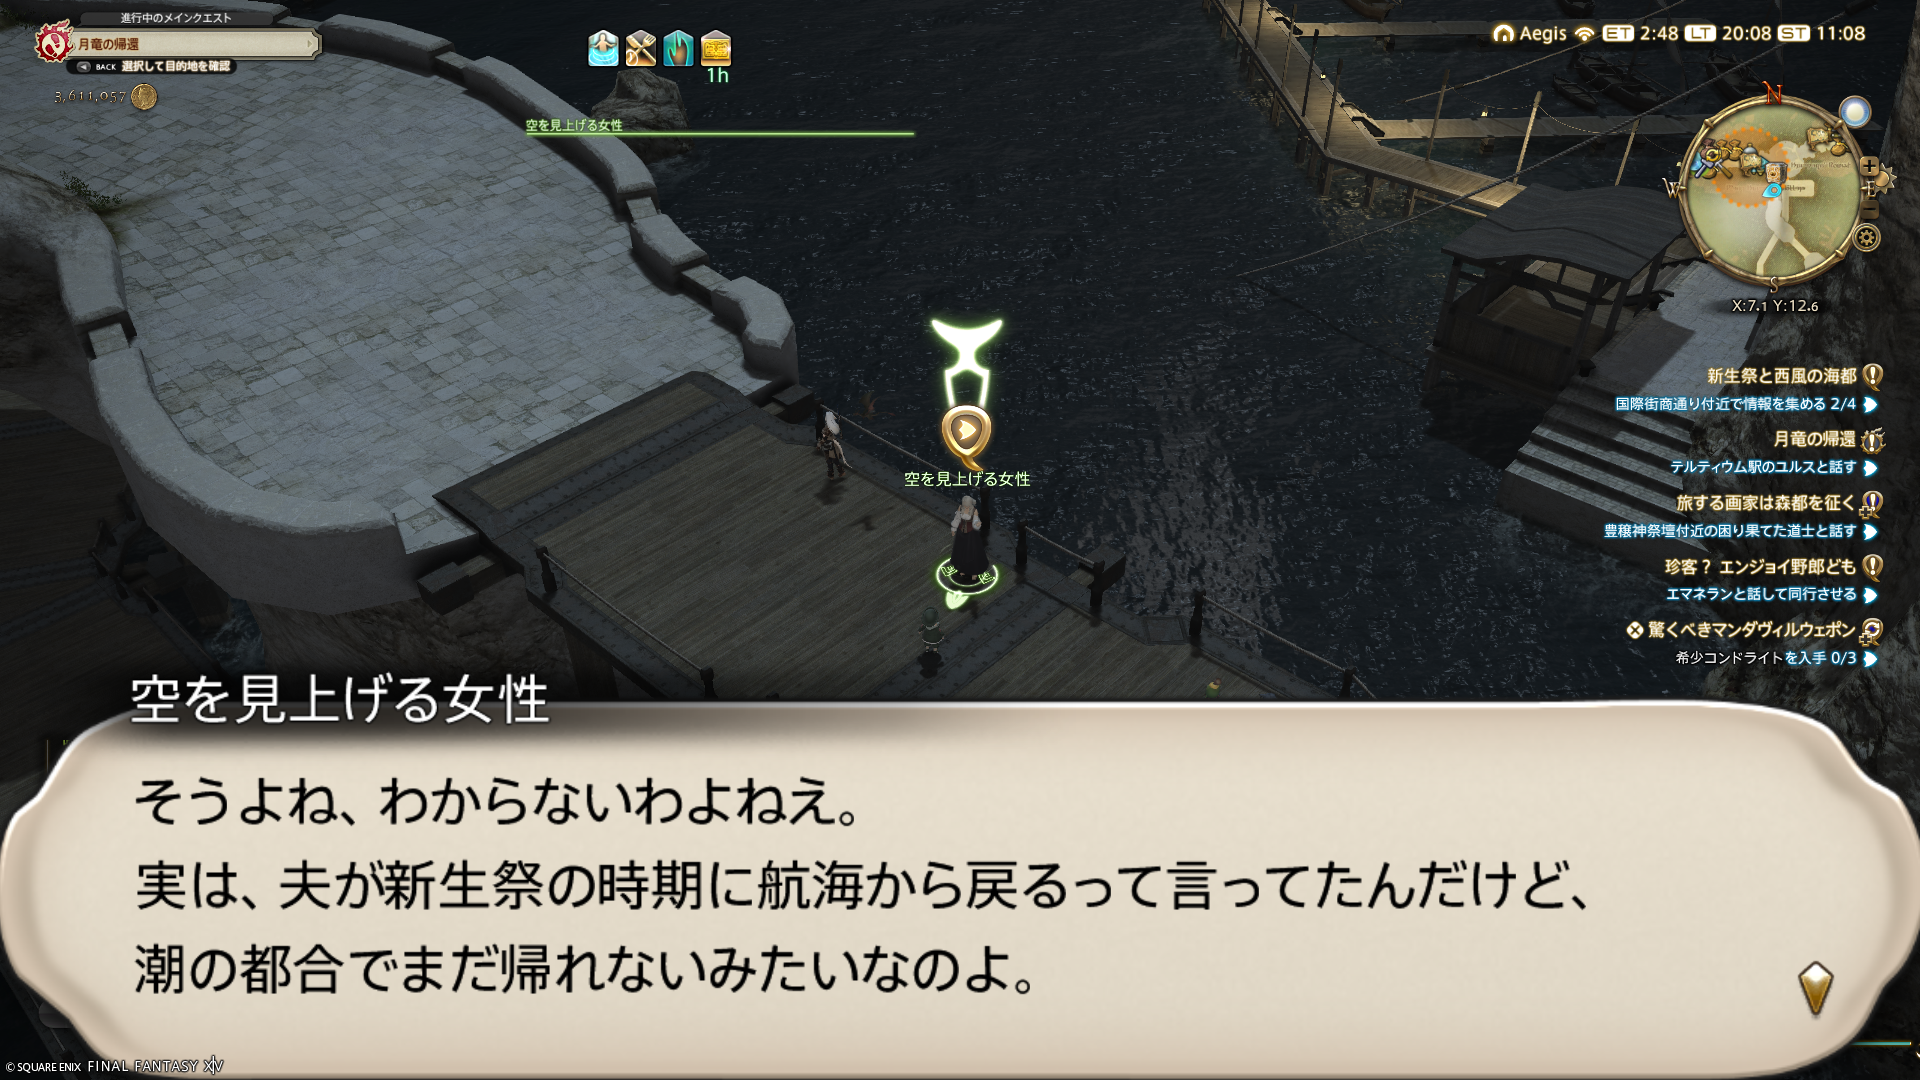 進行中のメインクエスト
月竜の帰還
BACK 選択して目的地を確認
3,611,057
1h
空を見上げる女性
Aegis ET 2:48 LT 20:08 ST 11:08
N
W
E
S
X:7.1 Y:12.6
新生祭と西風の海都
国際街商通り付近で情報を集める 2/4
月竜の帰還
テルティウム駅のユルスと話す
旅する画家は森都を征く
豊穣神祭壇付近の困り果てた道士と話す
珍客？ エンジョイ野郎ども
エマネランと話して同行させる
驚くべきマンダヴィルウェポン
希少コンドライトを入手 0/3
空を見上げる女性
空を見上げる女性
そうよね、わからないわよねえ。
実は、夫が新生祭の時期に航海から戻るって言ってたんだけど、
潮の都合でまだ帰れないみたいなのよ。
© SQUARE ENIX FINAL FANTASY XIV